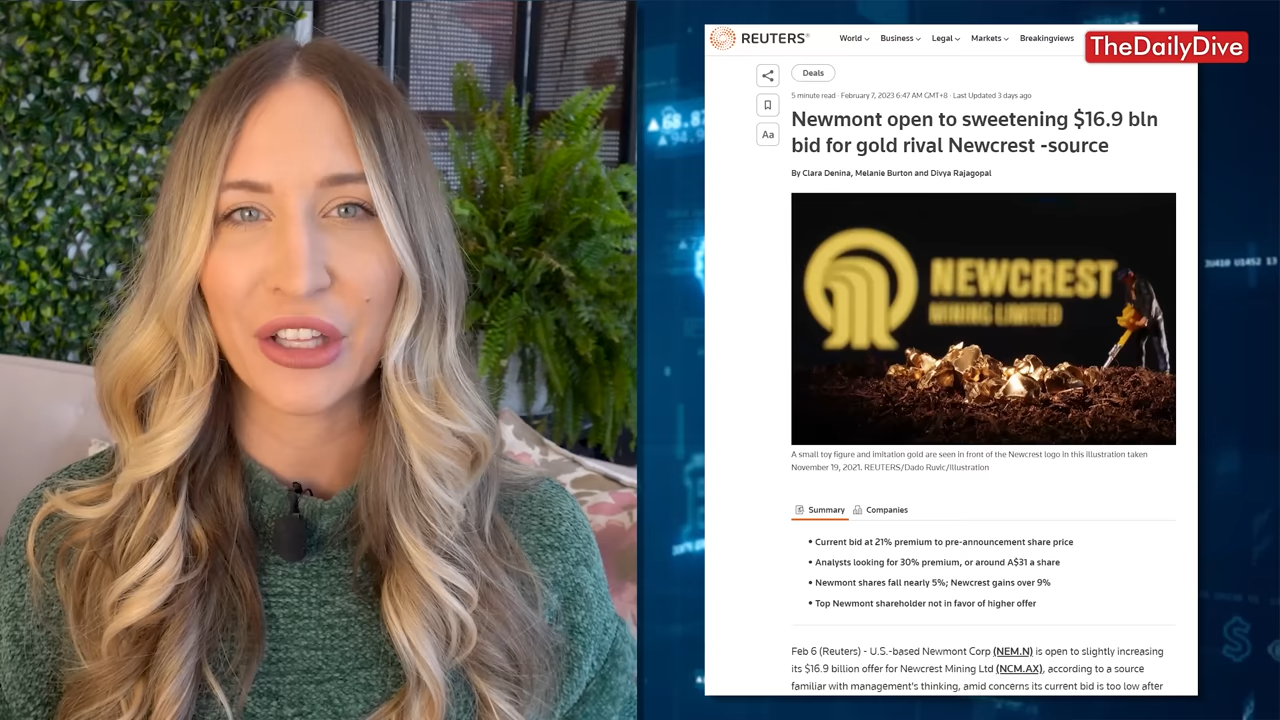 REUTERS®
World Business Legal Markets Breakingviews
TheDailyDive
Deals
5 minute read · February 7, 2023 6:47 AM GMT+8 · Last Updated 3 days ago
Aa
Newmont open to sweetening $16.9 bln
bid for gold rival Newcrest -source
By Clara Denina, Melanie Burton and Divya Rajagopal
NEWCREST
MINING LIMITED
A small toy figure and imitation gold are seen in front of the Newcrest logo in this illustration taken
November 19, 2021. REUTERS/Dado Ruvic/Illustration
Summary Companies
• Current bid at 21% premium to pre-announcement share price
• Analysts looking for 30% premium, or around A$31 a share
• Newmont shares fall nearly 5%; Newcrest gains over 9%
• Top Newmont shareholder not in favor of higher offer
Feb 6 (Reuters) - U.S.-based Newmont Corp (NEM.N) is open to slightly increasing
its $16.9 billion offer for Newcrest Mining Ltd (NCM.AX), according to a source
familiar with management's thinking, amid concerns its current bid is too low after